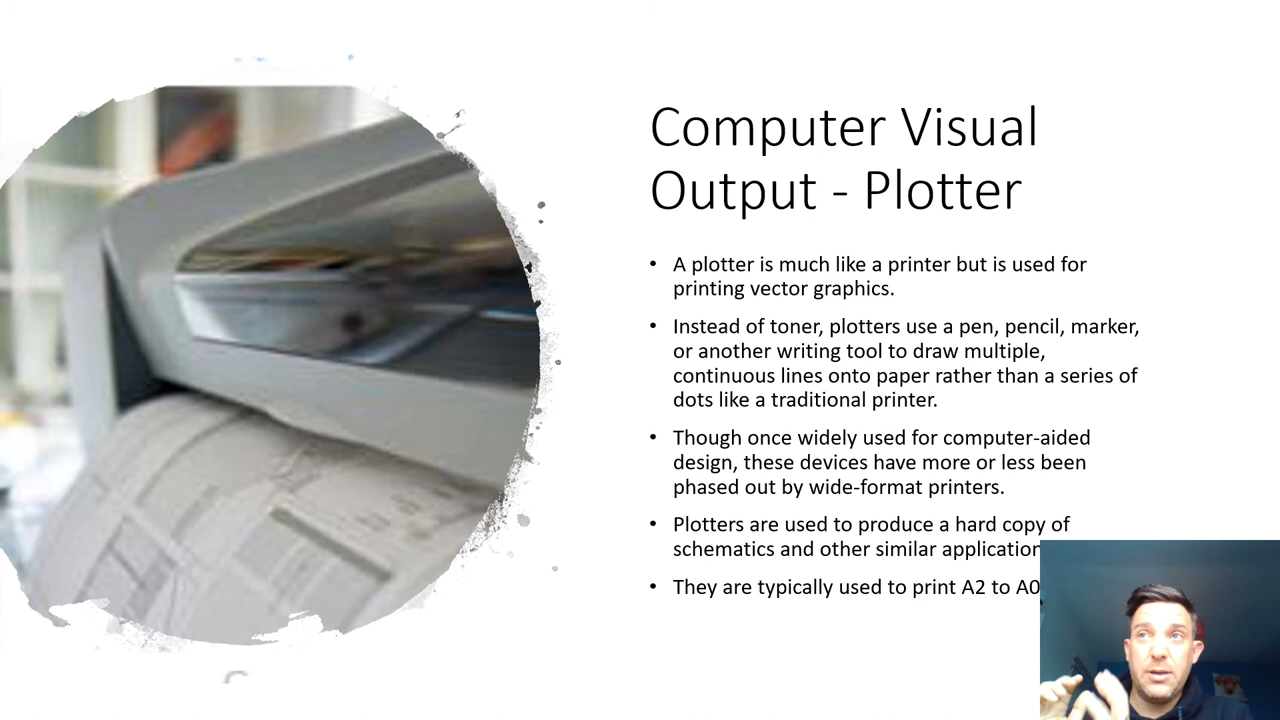 Computer Visual
Output - Plotter
• A plotter is much like a printer but is used for
printing vector graphics.
• Instead of toner, plotters use a pen, pencil, marker,
or another writing tool to draw multiple,
continuous lines onto paper rather than a series of
dots like a traditional printer.
• Though once widely used for computer-aided
design, these devices have more or less been
phased out by wide-format printers.
• Plotters are used to produce a hard copy of
schematics and other similar application
• They are typically used to print A2 to A0